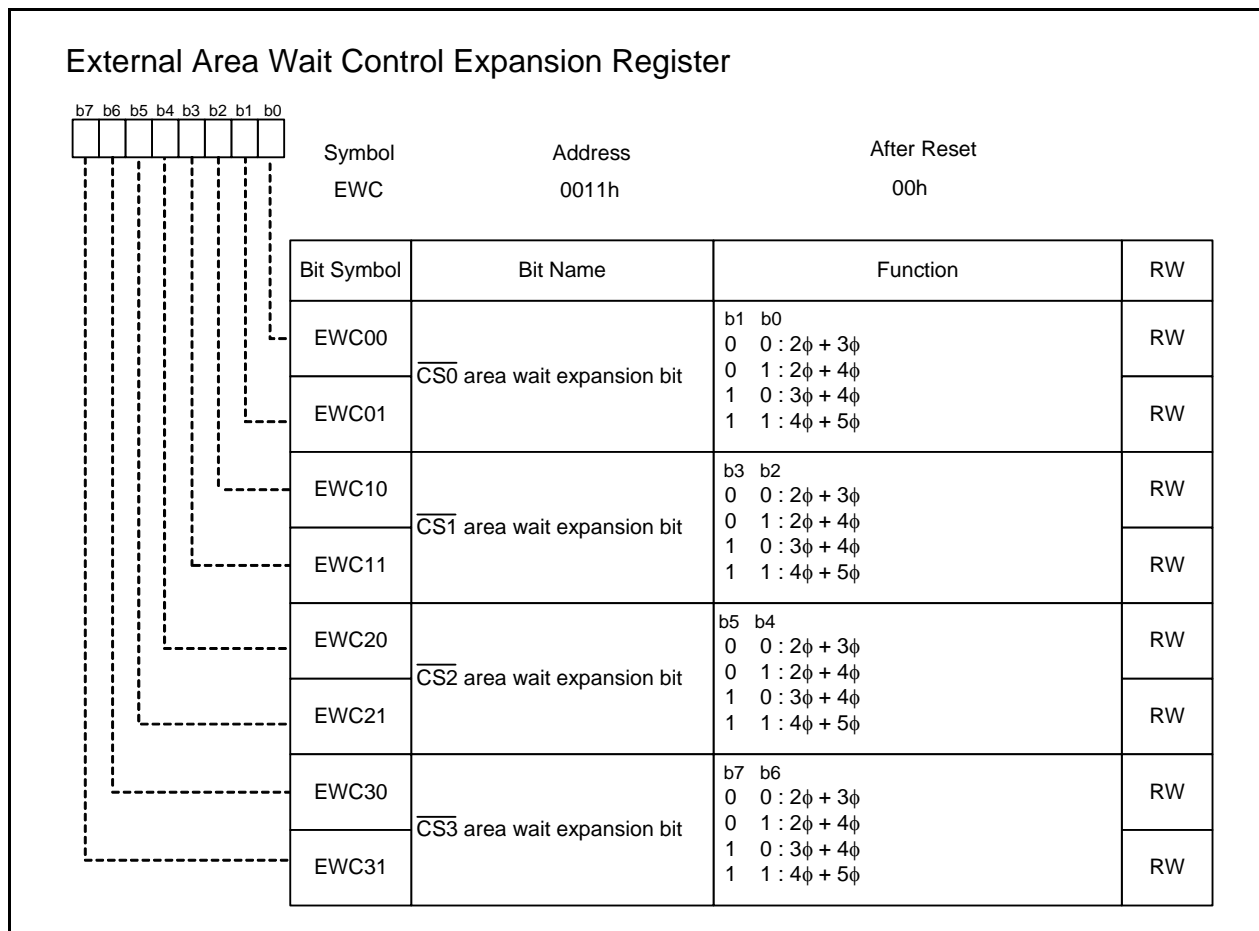 External Area Wait Control Expansion Register
b7 b6 b5 b4 b3 b2 b1 b0
Symbol Address After Reset
EWC 0011h 00h
Bit Symbol Bit Name Function RW
EWC00
EWC01
CS0 area wait expansion bit
b1 b0
0 0 : 2ϕ + 3ϕ
0 1 : 2ϕ + 4ϕ
1 0 : 3ϕ + 4ϕ
1 1 : 4ϕ + 5ϕ
RW
RW
EWC10
EWC11
CS1 area wait expansion bit
b3 b2
0 0 : 2ϕ + 3ϕ
0 1 : 2ϕ + 4ϕ
1 0 : 3ϕ + 4ϕ
1 1 : 4ϕ + 5ϕ
RW
RW
EWC20
EWC21
CS2 area wait expansion bit
b5 b4
0 0 : 2ϕ + 3ϕ
0 1 : 2ϕ + 4ϕ
1 0 : 3ϕ + 4ϕ
1 1 : 4ϕ + 5ϕ
RW
RW
EWC30
EWC31
CS3 area wait expansion bit
b7 b6
0 0 : 2ϕ + 3ϕ
0 1 : 2ϕ + 4ϕ
1 0 : 3ϕ + 4ϕ
1 1 : 4ϕ + 5ϕ
RW
RW